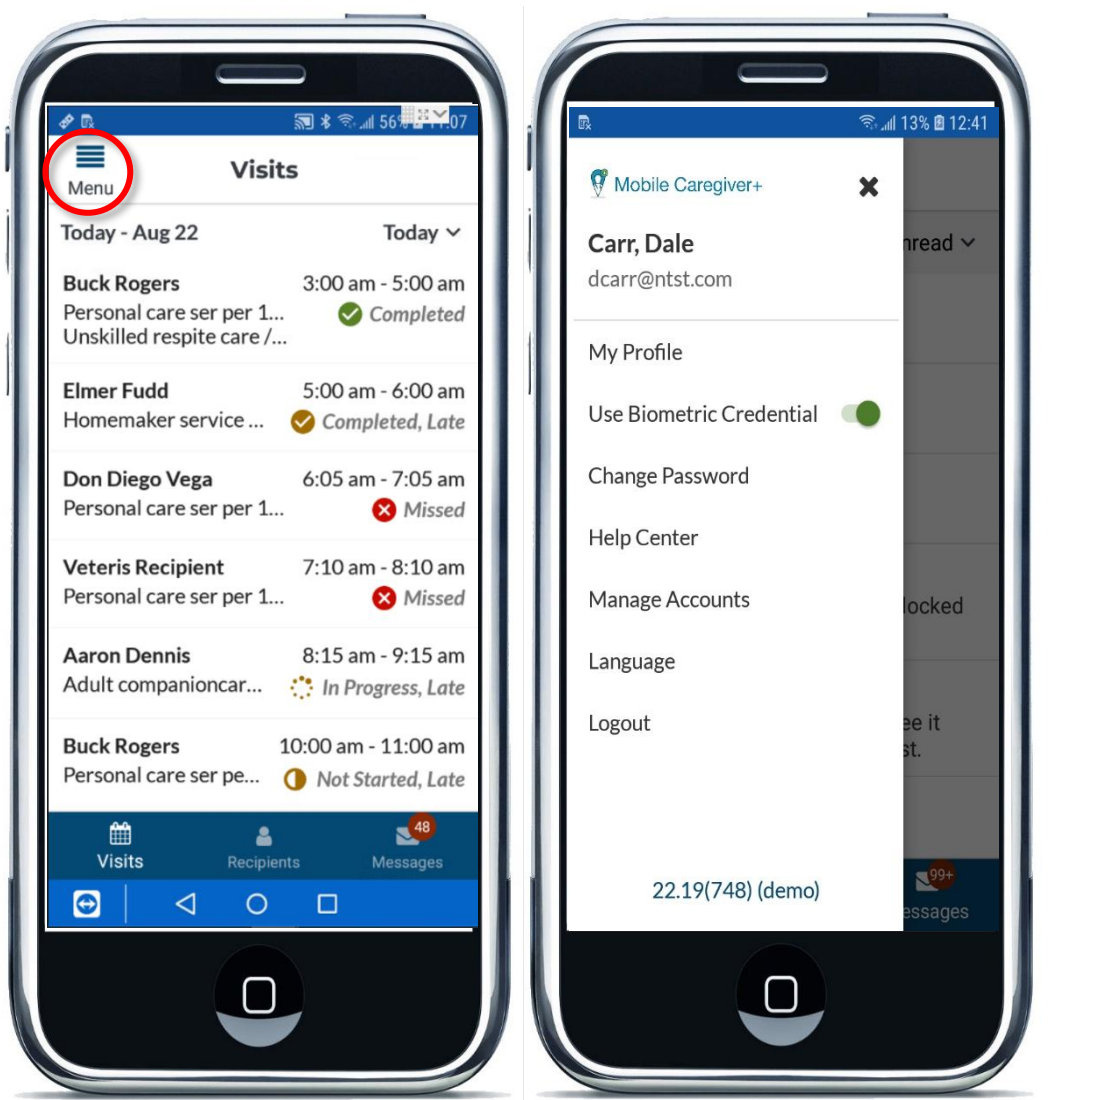 56%
11:07
Menu
Visits
Today - Aug 22
Today
Buck Rogers
3:00 am - 5:00 am
Personal care ser per 1...
Completed
Unskilled respite care /...
Elmer Fudd
5:00 am - 6:00 am
Homemaker service ...
Completed, Late
Don Diego Vega
6:05 am - 7:05 am
Personal care ser per 1...
Missed
Veteris Recipient
7:10 am - 8:10 am
Personal care ser per 1...
Missed
Aaron Dennis
8:15 am - 9:15 am
Adult companioncar...
In Progress, Late
Buck Rogers
10:00 am - 11:00 am
Personal care ser pe...
Not Started, Late
48
Visits
Recipients
Messages
13%
12:41
Mobile Caregiver+
Carr, Dale
dcarr@ntst.com
nread
My Profile
Use Biometric Credential
Change Password
Help Center
Manage Accounts
locked
Language
Logout
ee it
st.
22.19(748) (demo)
99+
essages